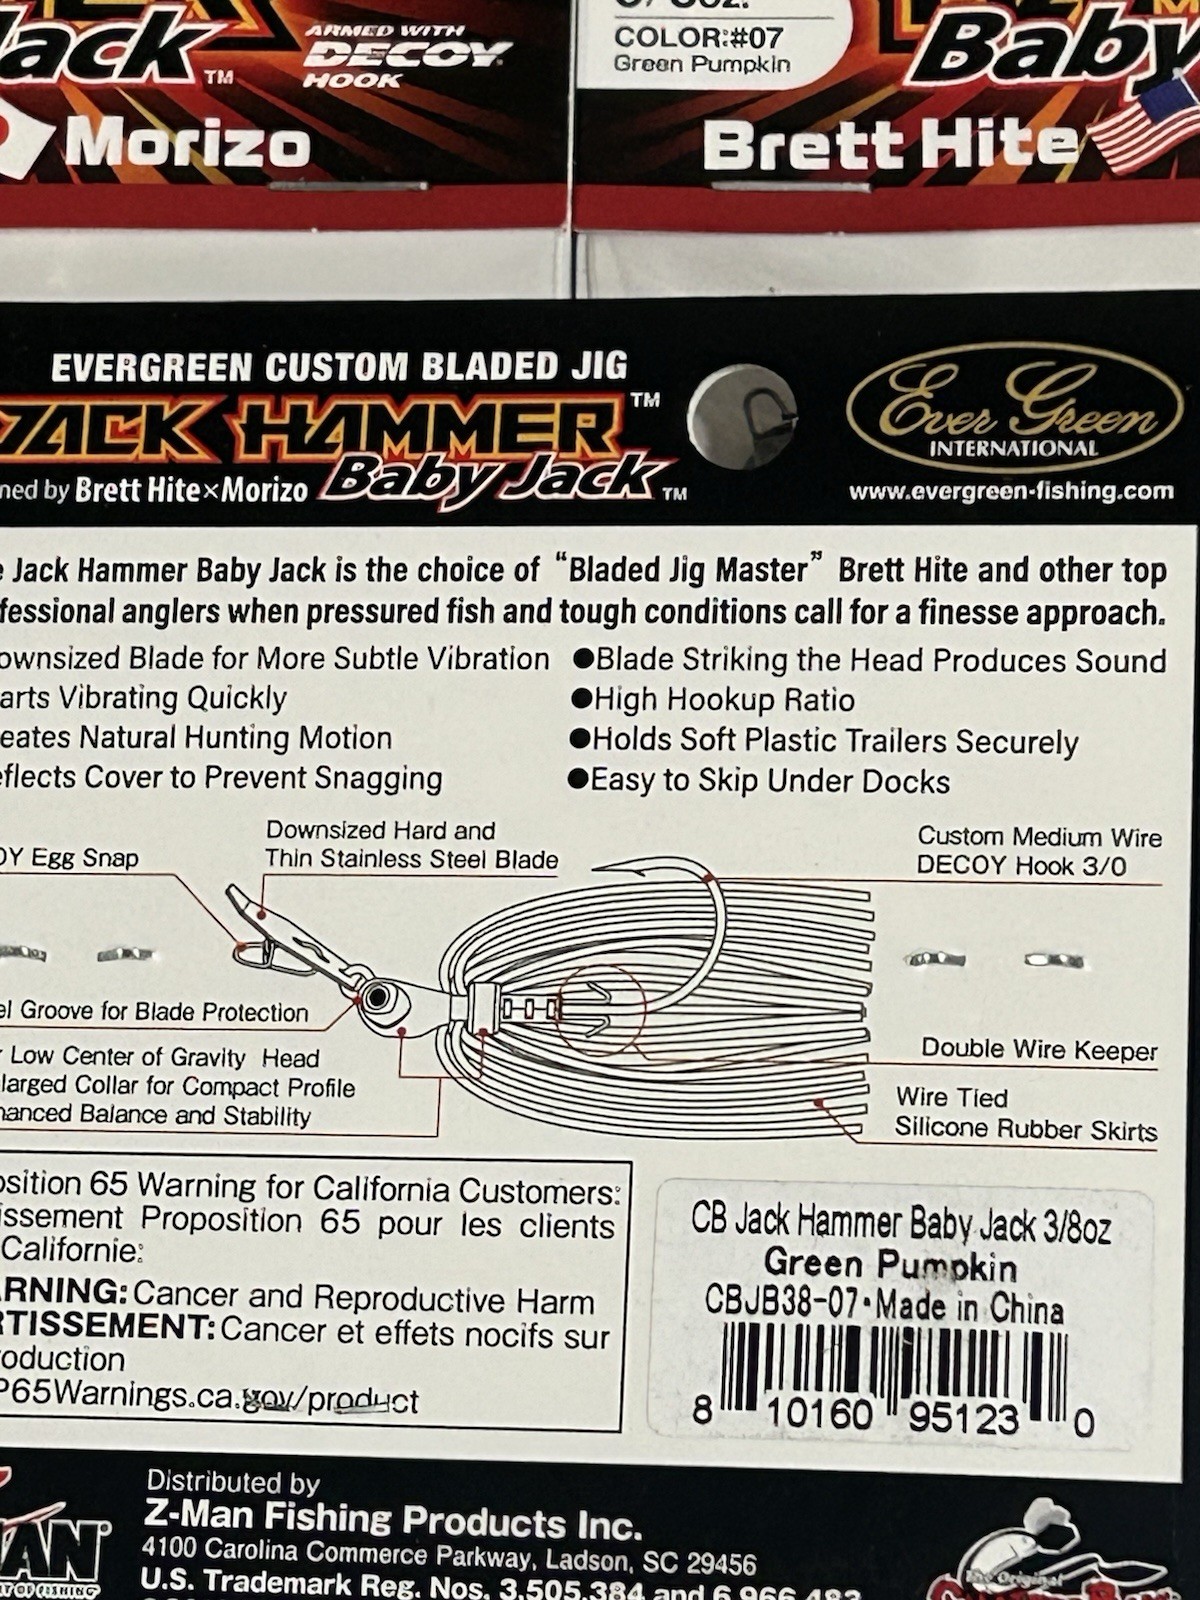 Jack™
ARMED WITH
DECOY
HOOK
Morizo
COLOR:#07
Green Pumpkin
Baby
Brett Hite
EVERGREEN CUSTOM BLADED JIG
JACK HAMMER™
Brett Hite×Morizo Baby Jack™
by
Ever Green
INTERNATIONAL
www.evergreen-fishing.com
Jack Hammer Baby Jack is the choice of “Bladed Jig Master” Brett Hite and other top
fessional anglers when pressured fish and tough conditions call for a finesse approach.
ownsized Blade for More Subtle Vibration
arts Vibrating Quickly
eates Natural Hunting Motion
eflects Cover to Prevent Snagging
●Blade Striking the Head Produces Sound
●High Hookup Ratio
●Holds Soft Plastic Trailers Securely
●Easy to Skip Under Docks
OY Egg Snap
Downsized Hard and
Thin Stainless Steel Blade
Custom Medium Wire
DECOY Hook 3/0
el Groove for Blade Protection
Low Center of Gravity Head
larged Collar for Compact Profile
hanced Balance and Stability
Double Wire Keeper
Wire Tied
Silicone Rubber Skirts
osition 65 Warning for California Customers:
issement Proposition 65 pour les clients
Californie:
ARNING: Cancer and Reproductive Harm
RTISSEMENT: Cancer et effets nocifs sur
oduction
P65Warnings.ca.gov/product
CB Jack Hammer Baby Jack 3/8oz
Green Pumpkin
CBJB38-07•Made in China
8 10160 95123 0
MAN®
Distributed by
Z-Man Fishing Products Inc.
4100 Carolina Commerce Parkway, Ladson, SC 29456
U.S. Trademark Reg. Nos. 3,505,384 and 6,966,483
The Original